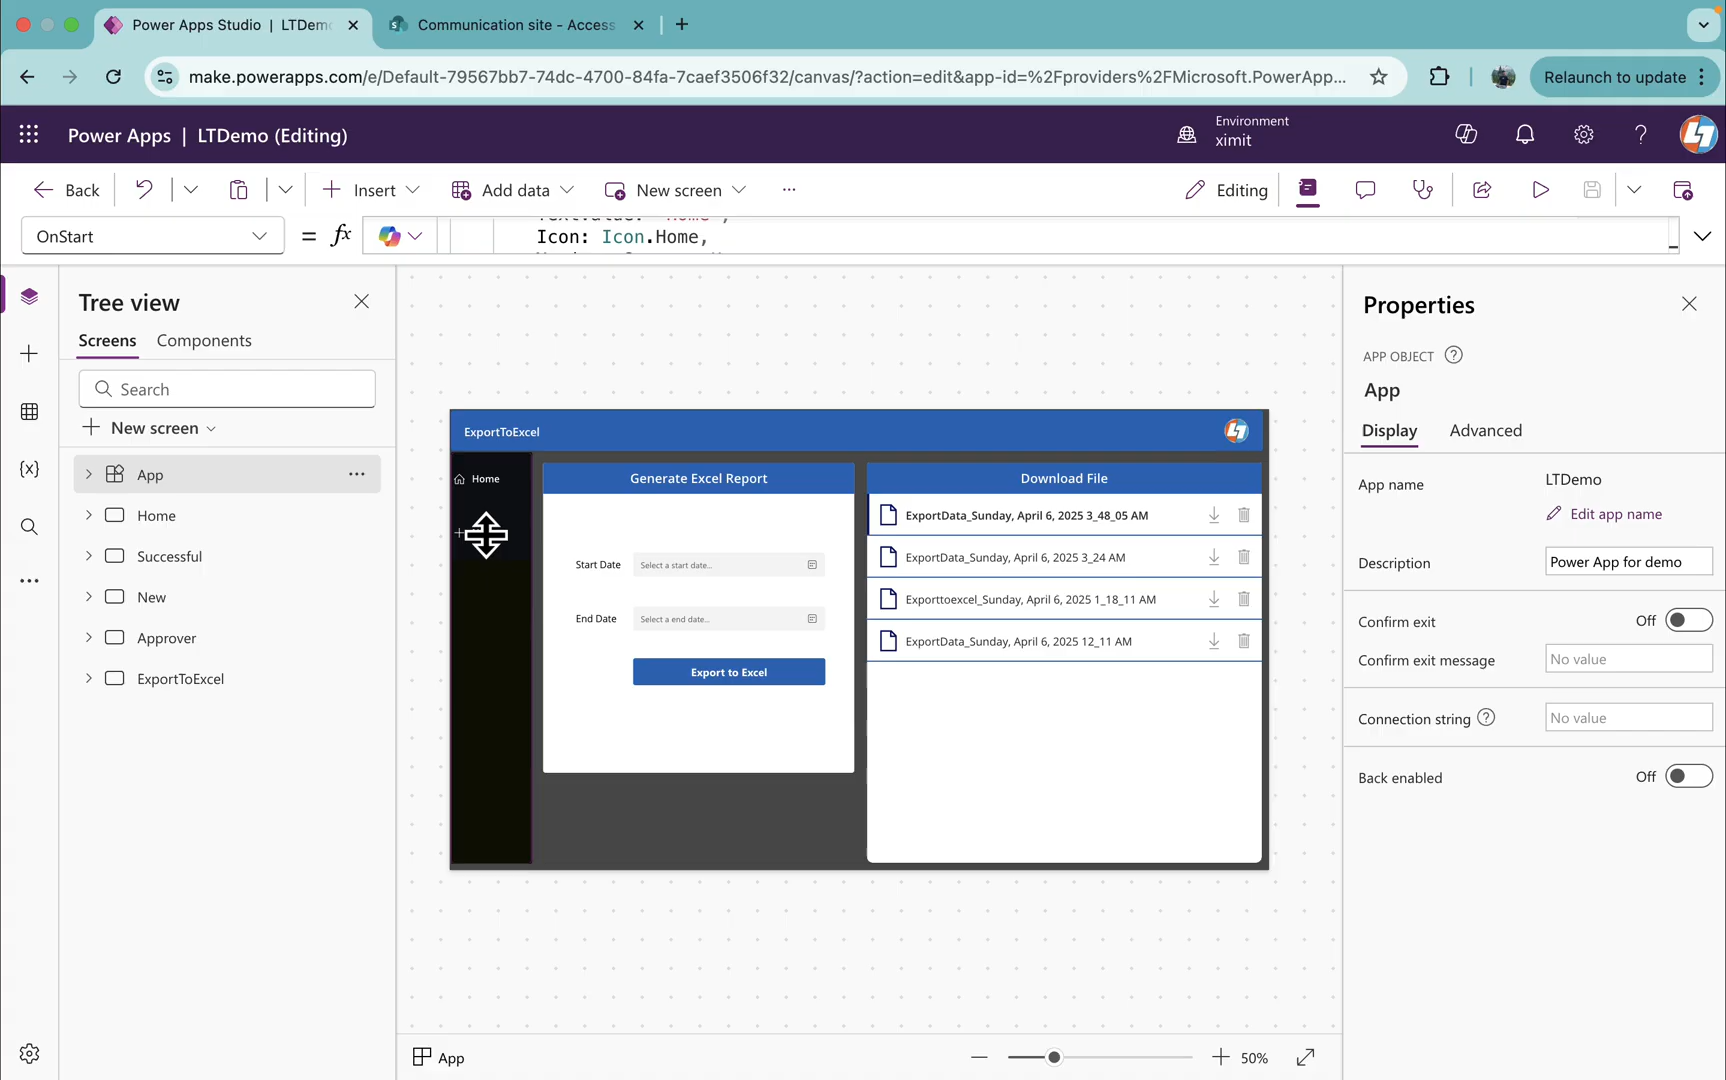 Power Apps Studio | LTDem
Communication site - Access
make.powerapps.com/e/Default-79567bb7-74dc-4700-84fa-7caef3506f32/canvas/?action=edit&app-id=%2Fproviders%2FMicrosoft.PowerApp...
Relaunch to update
Power Apps | LTDemo (Editing)
Environment
ximit
Back
Insert
Add data
New screen
Editing
OnStart
= fx
Icon: Icon.Home,
Tree view
Screens
Components
Search
New screen
App
Home
Successful
New
Approver
ExportToExcel
ExportToExcel
Home
Generate Excel Report
Start Date
Select a start date...
End Date
Select a end date...
Export to Excel
Download File
ExportData_Sunday, April 6, 2025 3_48_05 AM
ExportData_Sunday, April 6, 2025 3_24 AM
Exporttoexcel_Sunday, April 6, 2025 1_18_11 AM
ExportData_Sunday, April 6, 2025 12_11 AM
App
50%
Properties
APP OBJECT
App
Display
Advanced
App name
LTDemo
Edit app name
Description
Power App for demo
Confirm exit
Off
Confirm exit message
No value
Connection string
No value
Back enabled
Off